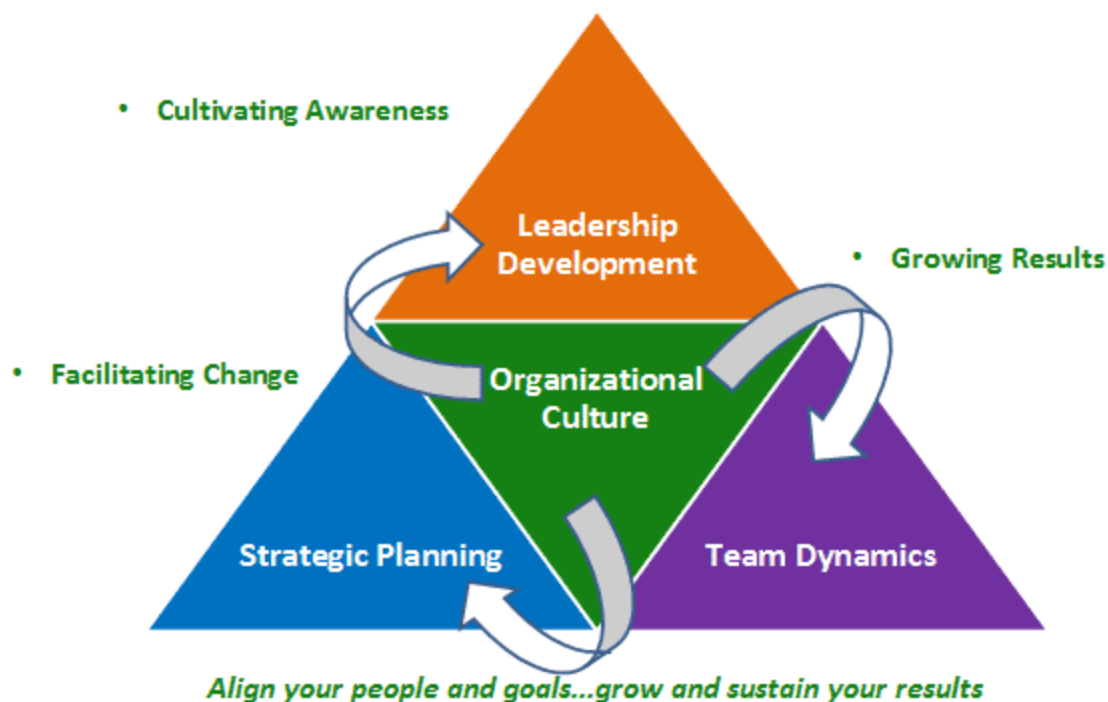 • Cultivating Awareness
Leadership
Development
• Growing Results
• Facilitating Change
Organizational
Culture
Strategic Planning
Team Dynamics
Align your people and goals...grow and sustain your results